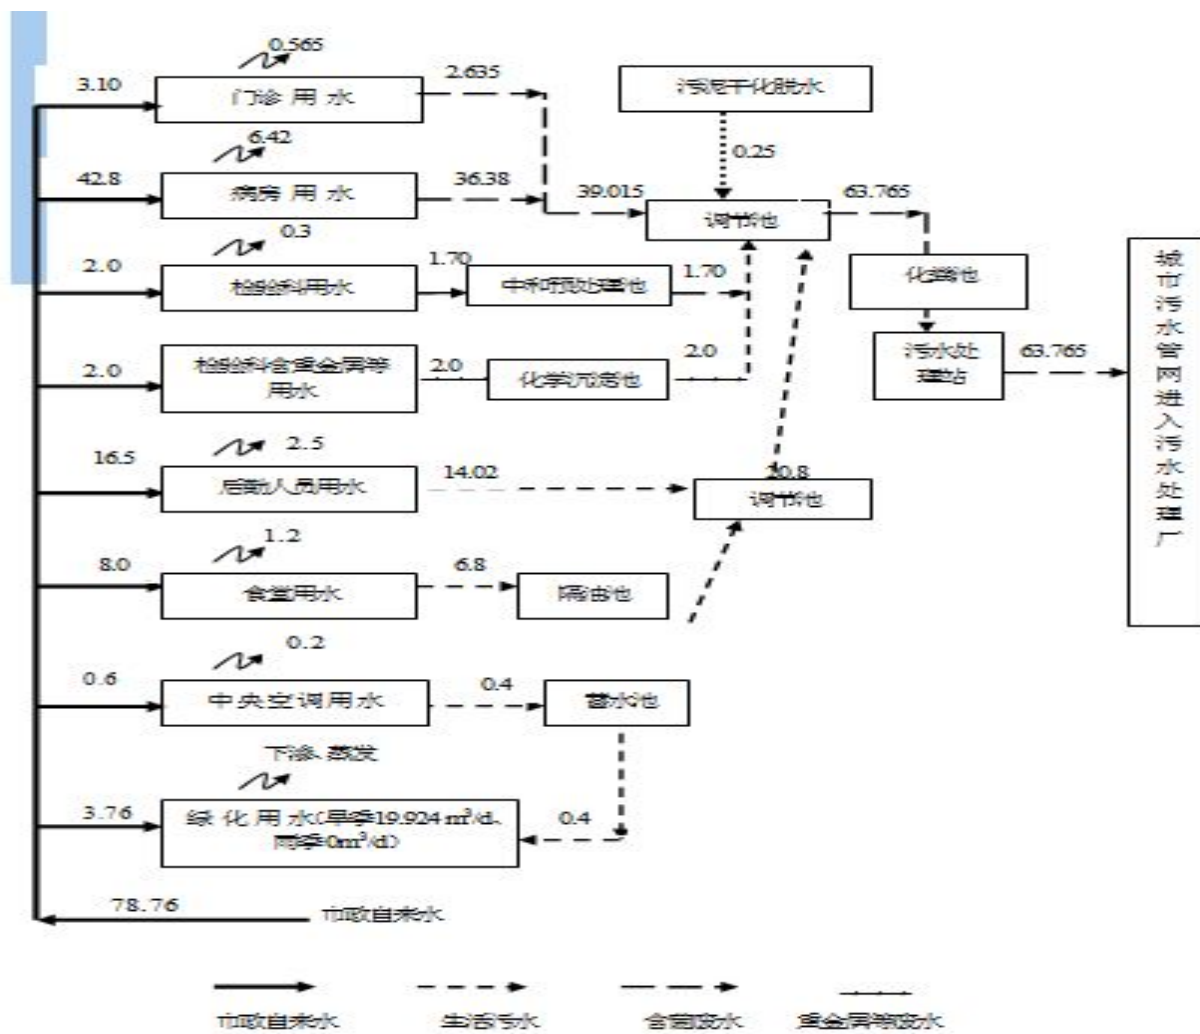 0.565
3.10
门诊用水
2.635
污泥干化脱水
0.25
6.42
42.8
病房用水
36.38
39.015
调节池
63.765
0.3
2.0
检验科用水
1.70
中和预处理池
1.70
化粪池
2.0
检验科含重金属等
用水
2.0
化学沉淀池
2.0
污水处
理站
63.765
城市污水管网进入污水处理厂
2.5
16.5
后勤人员用水
14.02
20.8
调节池
1.2
8.0
食堂用水
6.8
隔油池
0.2
0.6
中央空调用水
0.4
蓄水池
下渗、蒸发
3.76
绿化用水（旱季19.924 m³/d、
雨季0m³/d）
0.4
78.76
市政自来水
市政自来水
生活污水
含菌废水
重金属等废水